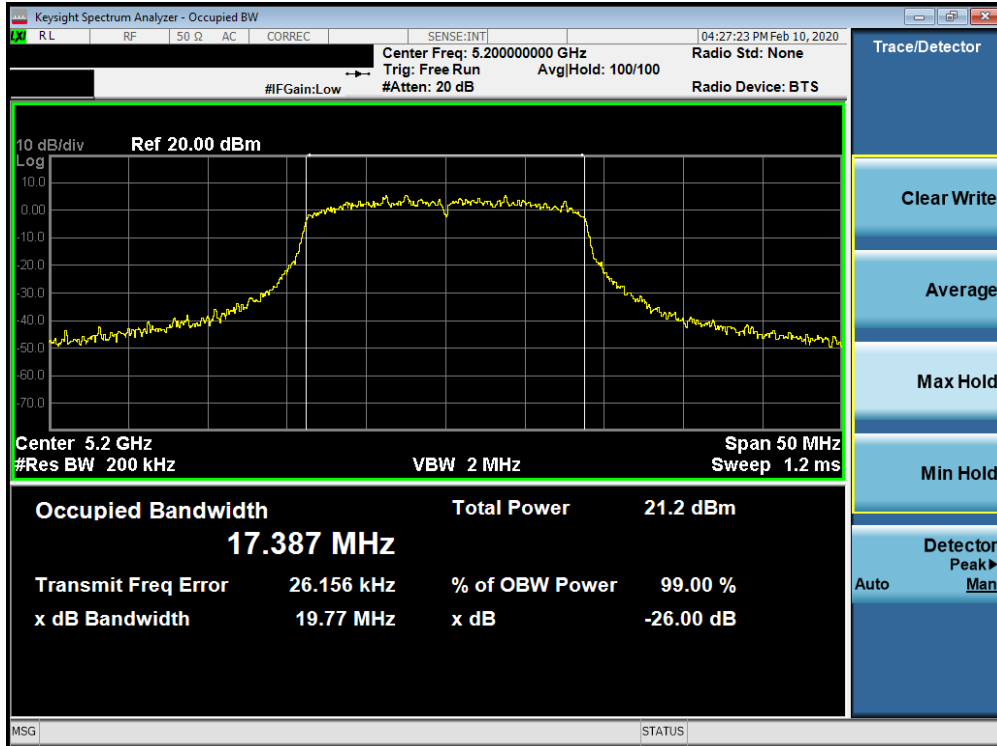 Keysight Spectrum Analyzer - Occupied BW
LXI RL RF 50 Ω AC CORREC SENSE:INT 04:27:23 PM Feb 10, 2020
Center Freq: 5.200000000 GHz Radio Std: None
Trig: Free Run Avg|Hold: 100/100
#IFGain:Low #Atten: 20 dB Radio Device: BTS
Trace/Detector
10 dB/div Ref 20.00 dBm
Log
10.0
0.00
-10.0
-20.0
-30.0
-40.0
-50.0
-60.0
-70.0
Center 5.2 GHz Span 50 MHz
#Res BW 200 kHz VBW 2 MHz Sweep 1.2 ms
Occupied Bandwidth Total Power 21.2 dBm
17.387 MHz
Transmit Freq Error 26.156 kHz % of OBW Power 99.00 %
x dB Bandwidth 19.77 MHz x dB -26.00 dB
Clear Write
Average
Max Hold
Min Hold
Detector
Peak▶
Auto Man
MSG STATUS